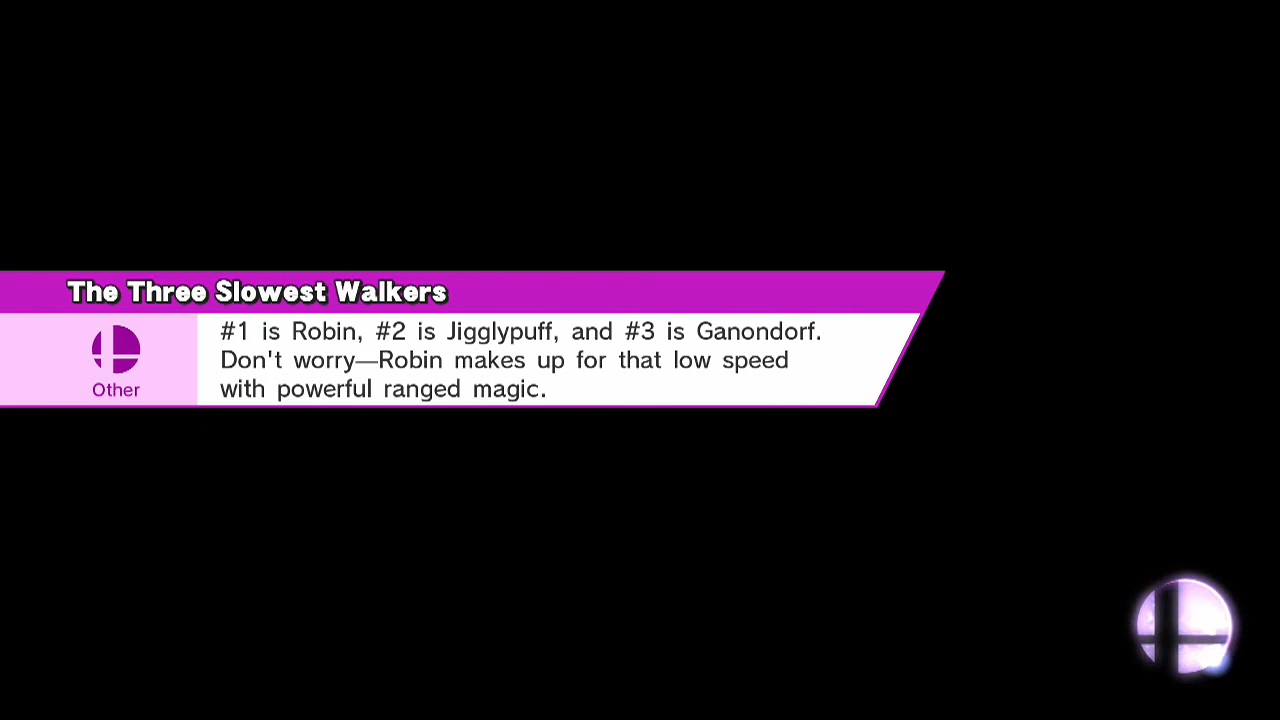 The Three Slowest Walkers
#1 is Robin, #2 is Jigglypuff, and #3 is Ganondorf.
Don't worry—Robin makes up for that low speed
with powerful ranged magic.
Other